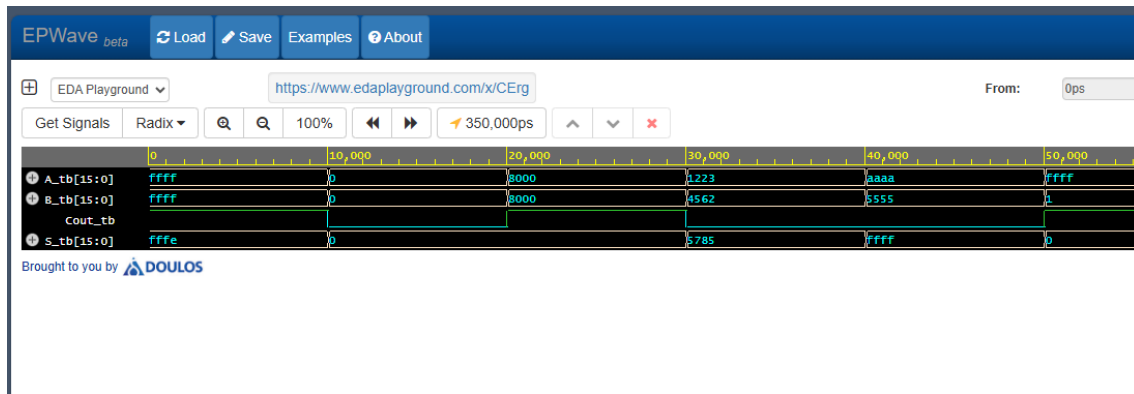 EPWave beta Load Save Examples About
EDA Playground https://www.edaplayground.com/x/CErg From: 0ps
Get Signals Radix 100% 350,000ps
0 10,000 20,000 30,000 40,000 50,000
A_tb[15:0] ffff 0 8000 1223 aaaa ffff
B_tb[15:0] ffff 0 8000 4562 5555 1
Cout_tb
S_tb[15:0] fffe 0 5785 ffff 0
Brought to you by DOULOS